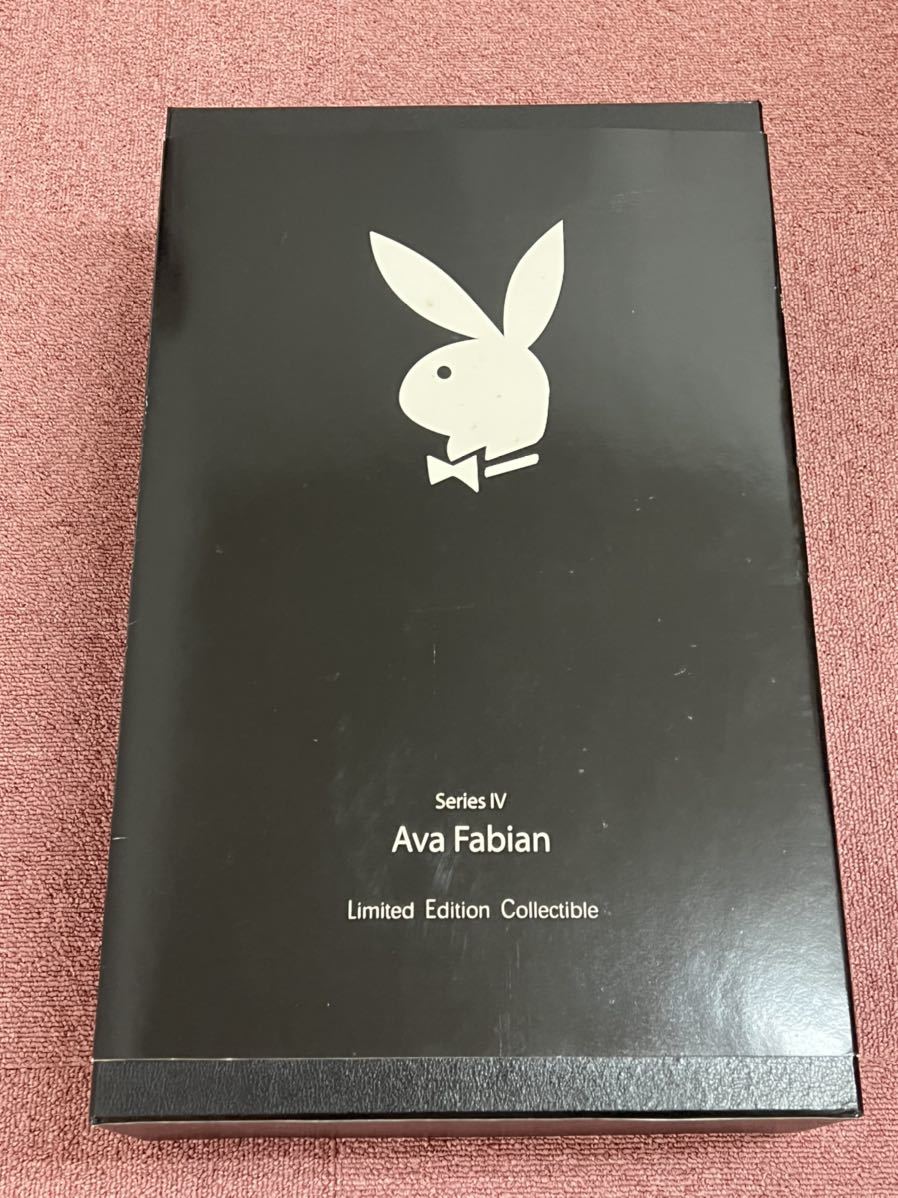 Series IV
Ava Fabian
Limited Edition Collectible